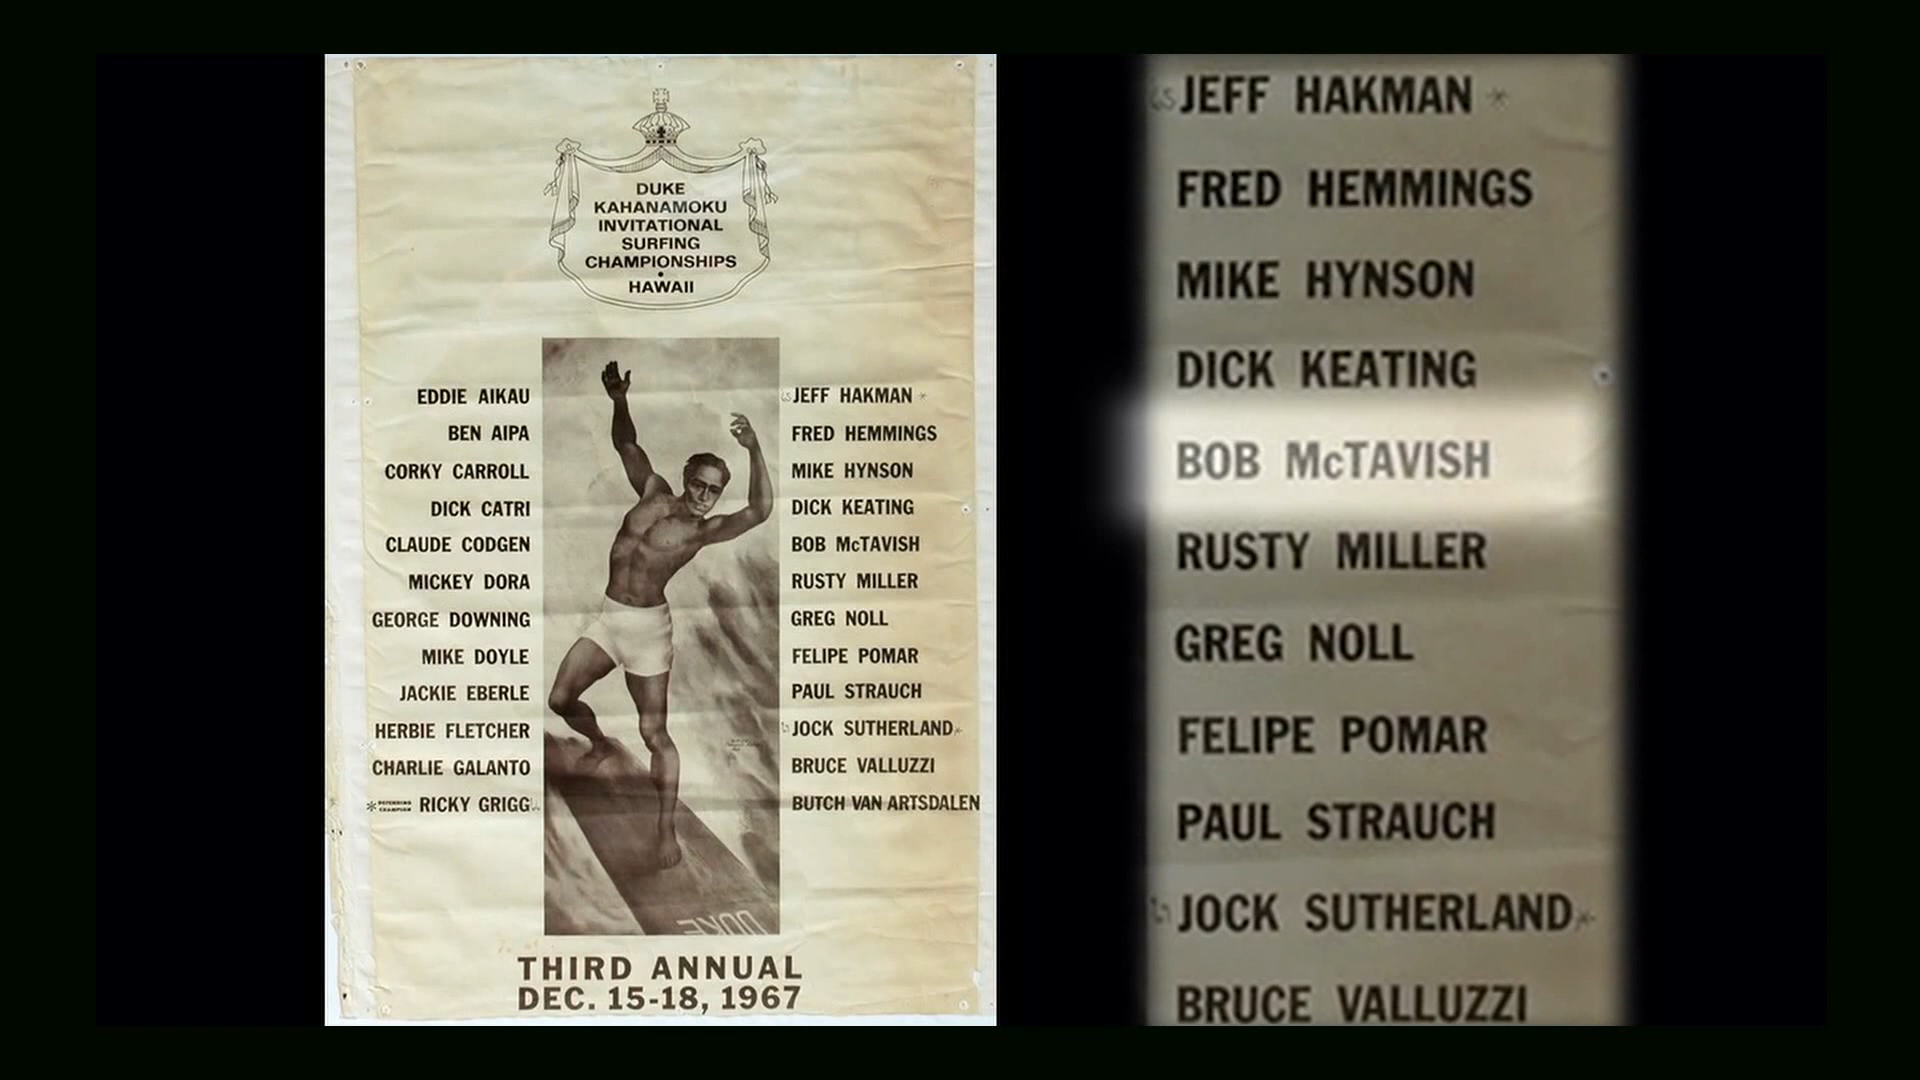 DUKE
KAHANAMOKU
INVITATIONAL
SURFING
CHAMPIONSHIPS
•
HAWAII
EDDIE AIKAU
BEN AIPA
CORKY CARROLL
DICK CATRI
CLAUDE CODGEN
MICKEY DORA
GEORGE DOWNING
MIKE DOYLE
JACKIE EBERLE
HERBIE FLETCHER
CHARLIE GALANTO
* DEFENDING CHAMPION RICKY GRIGG
JEFF HAKMAN *
FRED HEMMINGS
MIKE HYNSON
DICK KEATING
BOB McTAVISH
RUSTY MILLER
GREG NOLL
FELIPE POMAR
PAUL STRAUCH
JOCK SUTHERLAND*
BRUCE VALLUZZI
BUTCH VAN ARTSDALEN
DUKE
THIRD ANNUAL
DEC. 15-18, 1967
JEFF HAKMAN *
FRED HEMMINGS
MIKE HYNSON
DICK KEATING
BOB McTAVISH
RUSTY MILLER
GREG NOLL
FELIPE POMAR
PAUL STRAUCH
JOCK SUTHERLAND*
BRUCE VALLUZZI